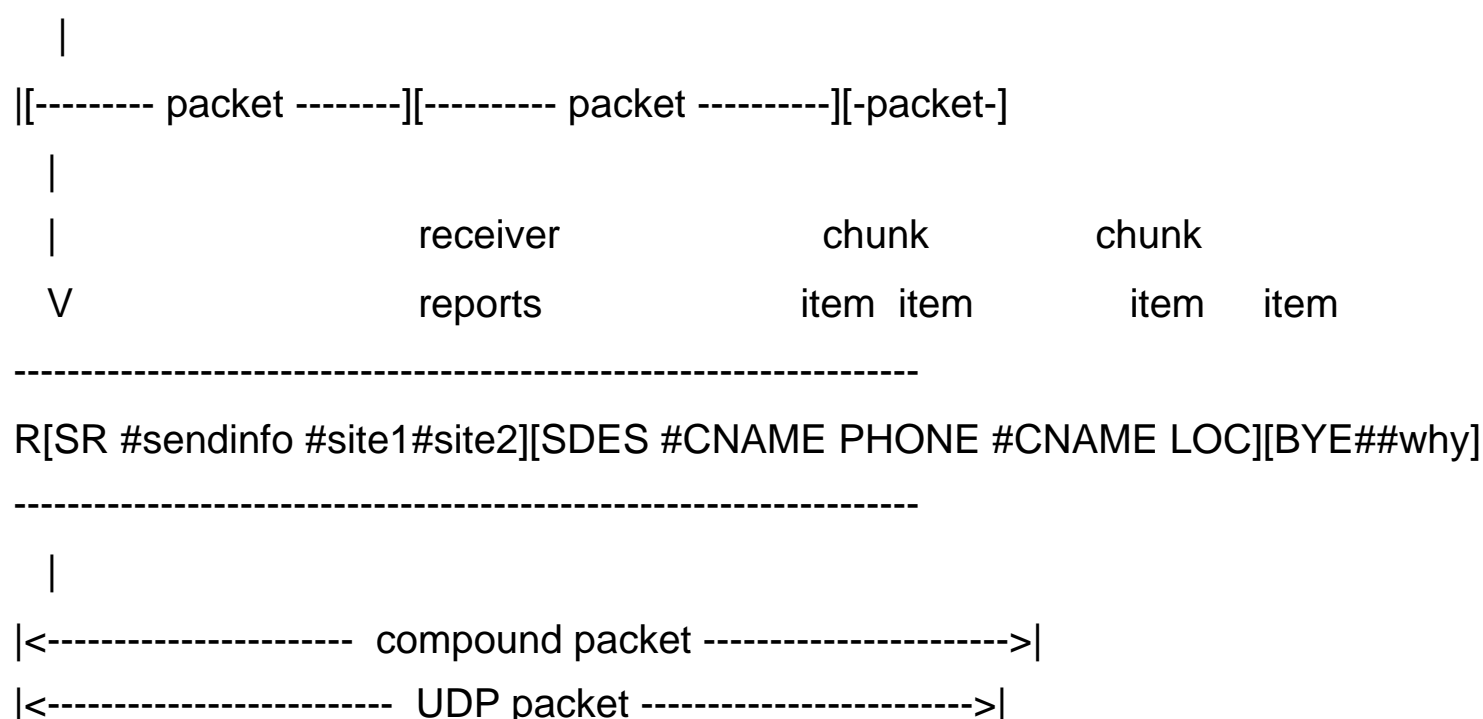 |
|[--------- packet --------][---------- packet ----------][-packet-]
|
| receiver chunk chunk
V reports item item item item
--------------------------------------------------------------------
R[SR #sendinfo #site1#site2][SDES #CNAME PHONE #CNAME LOC][BYE##why]
--------------------------------------------------------------------
|
|<----------------------- compound packet ----------------------->|
|<-------------------------- UDP packet ------------------------->|